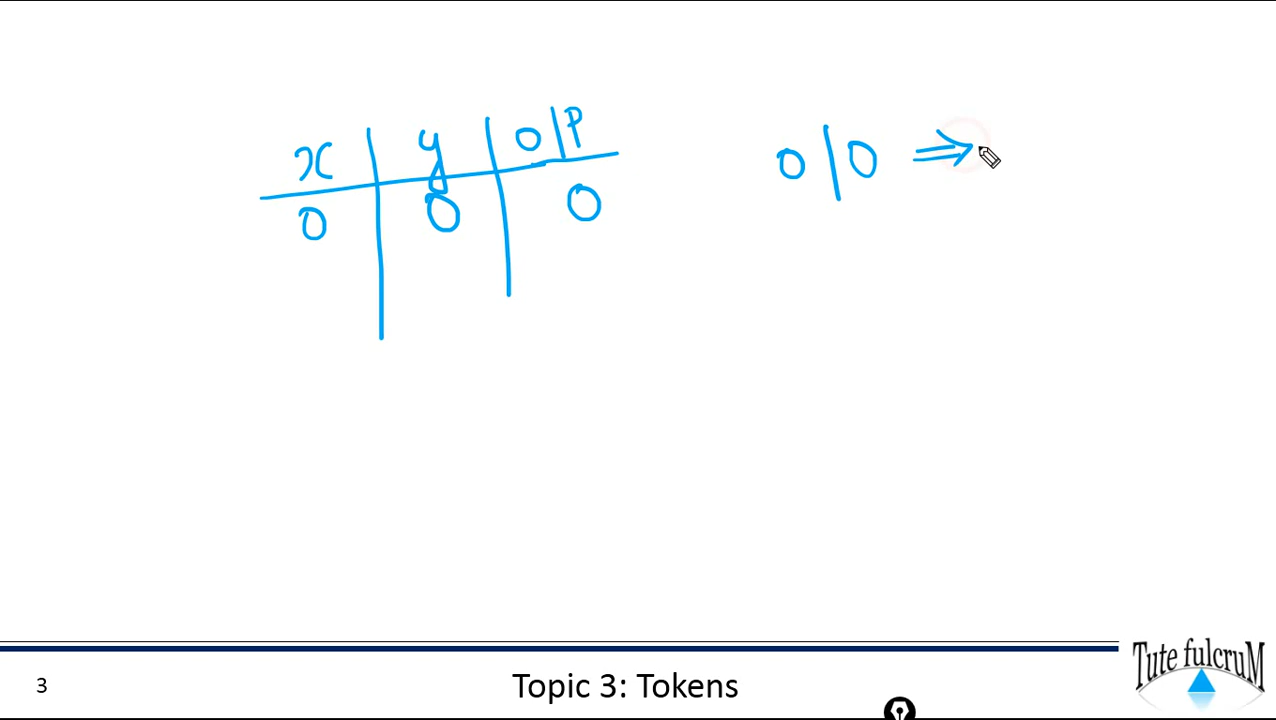 x | y | O/P
0 | 0 | 0
0 | 0 ⇒
3
Topic 3: Tokens
Tute fulcruM